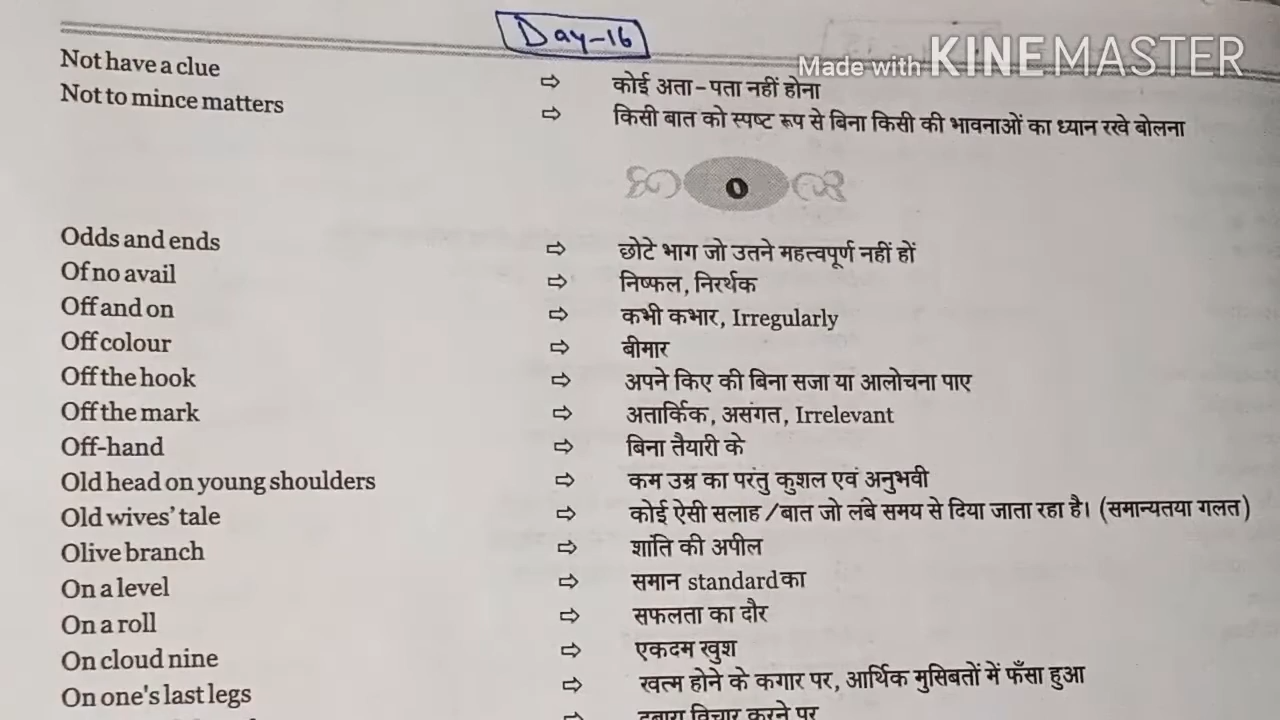 Day-16
Made with KINEMASTER
Not have a clue ⇨ कोई अता-पता नहीं होना
Not to mince matters ⇨ किसी बात को स्पष्ट रूप से बिना किसी की भावनाओं का ध्यान रखे बोलना
O
Odds and ends ⇨ छोटे भाग जो उतने महत्वपूर्ण नहीं हों
Of no avail ⇨ निष्फल, निरर्थक
Off and on ⇨ कभी कभार, Irregularly
Off colour ⇨ बीमार
Off the hook ⇨ अपने किए की बिना सजा या आलोचना पाए
Off the mark ⇨ अतार्किक, असंगत, Irrelevant
Off-hand ⇨ बिना तैयारी के
Old head on young shoulders ⇨ कम उम्र का परंतु कुशल एवं अनुभवी
Old wives' tale ⇨ कोई ऐसी सलाह/बात जो लंबे समय से दिया जाता रहा है। (समान्यतया गलत)
Olive branch ⇨ शांति की अपील
On a level ⇨ समान standard का
On a roll ⇨ सफलता का दौर
On cloud nine ⇨ एकदम खुश
On one's last legs ⇨ खत्म होने के कगार पर, आर्थिक मुसिबतों में फँसा हुआ
⇨ दुबारा विचार करने पर